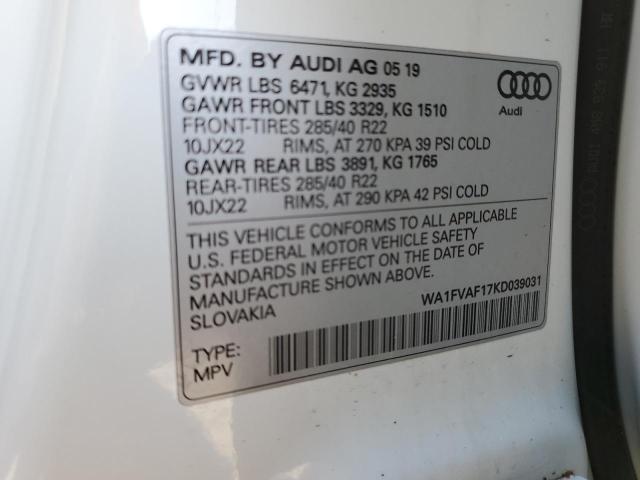 MFD. BY AUDI AG 05 19
GVWR LBS 6471, KG 2935
GAWR FRONT LBS 3329, KG 1510
FRONT-TIRES 285/40 R22
10JX22 RIMS, AT 270 KPA 39 PSI COLD
GAWR REAR LBS 3891, KG 1765
REAR-TIRES 285/40 R22
10JX22 RIMS, AT 290 KPA 42 PSI COLD
Audi
THIS VEHICLE CONFORMS TO ALL APPLICABLE
U.S. FEDERAL MOTOR VEHICLE SAFETY
STANDARDS IN EFFECT ON THE DATE OF
MANUFACTURE SHOWN ABOVE.
SLOVAKIA
WA1FVAF17KD039031
TYPE:
MPV
AUDI